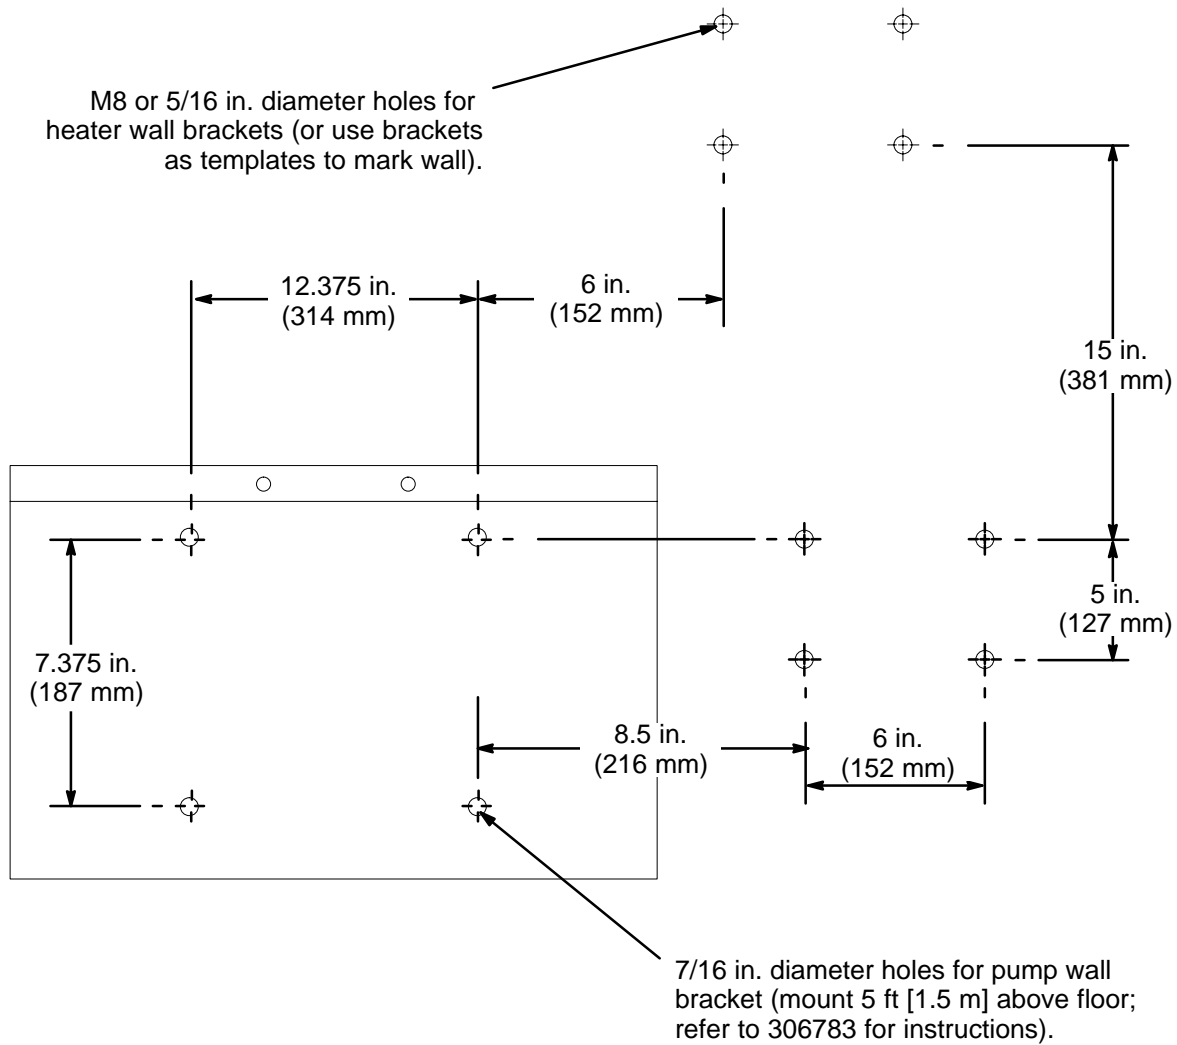 M8 or 5/16 in. diameter holes for
heater wall brackets (or use brackets
as templates to mark wall).
12.375 in.
(314 mm)
6 in.
(152 mm)
15 in.
(381 mm)
7.375 in.
(187 mm)
5 in.
(127 mm)
8.5 in.
(216 mm)
6 in.
(152 mm)
7/16 in. diameter holes for pump wall
bracket (mount 5 ft [1.5 m] above floor;
refer to 306783 for instructions).